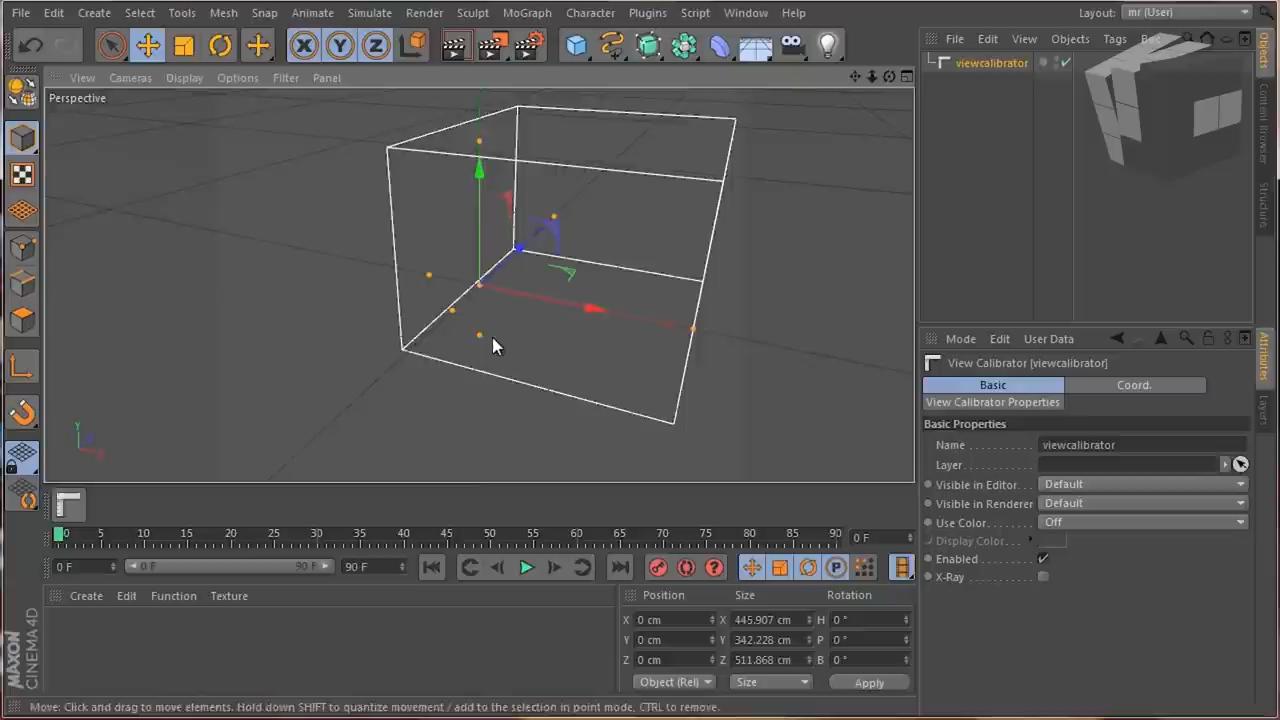 File Edit Create Select Tools Mesh Snap Animate Simulate Render Sculpt MoGraph Character Plugins Script Window Help
Layout: mr (User)
File Edit View Objects Tags
View Cameras Display Options Filter Panel
Perspective
viewcalibrator
Objects
Content Browser
Structure
Mode Edit User Data
View Calibrator [viewcalibrator]
Basic Coord.
View Calibrator Properties
Basic Properties
Name viewcalibrator
Layer
Visible in Editor Default
Visible in Renderer Default
Use Color Off
Display Color
Enabled
X-Ray
Attributes
Layers
X Y Z
Y
0 5 10 15 20 25 30 35 40 45 50 55 60 65 70 75 80 85 90 0 F
0 F 0 F 90 F 90 F
P
Create Edit Function Texture
Position Size Rotation
X 0 cm X 445.907 cm H 0 °
Y 0 cm Y 342.228 cm P 0 °
Z 0 cm Z 511.868 cm B 0 °
Object (Rel) Size Apply
MAXON
CINEMA 4D
Move: Click and drag to move elements. Hold down SHIFT to quantize movement / add to the selection in point mode, CTRL to remove.